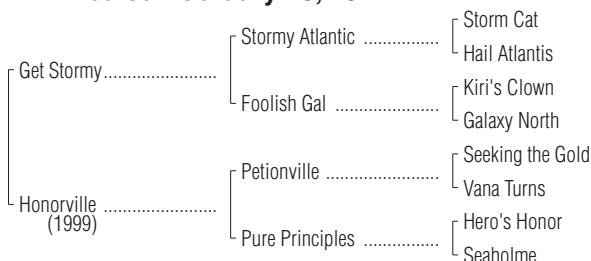 Storm Cat
Stormy Atlantic ..................
Hail Atlantis
Get Stormy........................
Kiri's Clown
Foolish Gal .......................
Galaxy North
Seeking the Gold
Petionville .........................
Vana Turns
Honorville ........................
(1999)
Hero's Honor
Pure Principles ..................
Seaholme